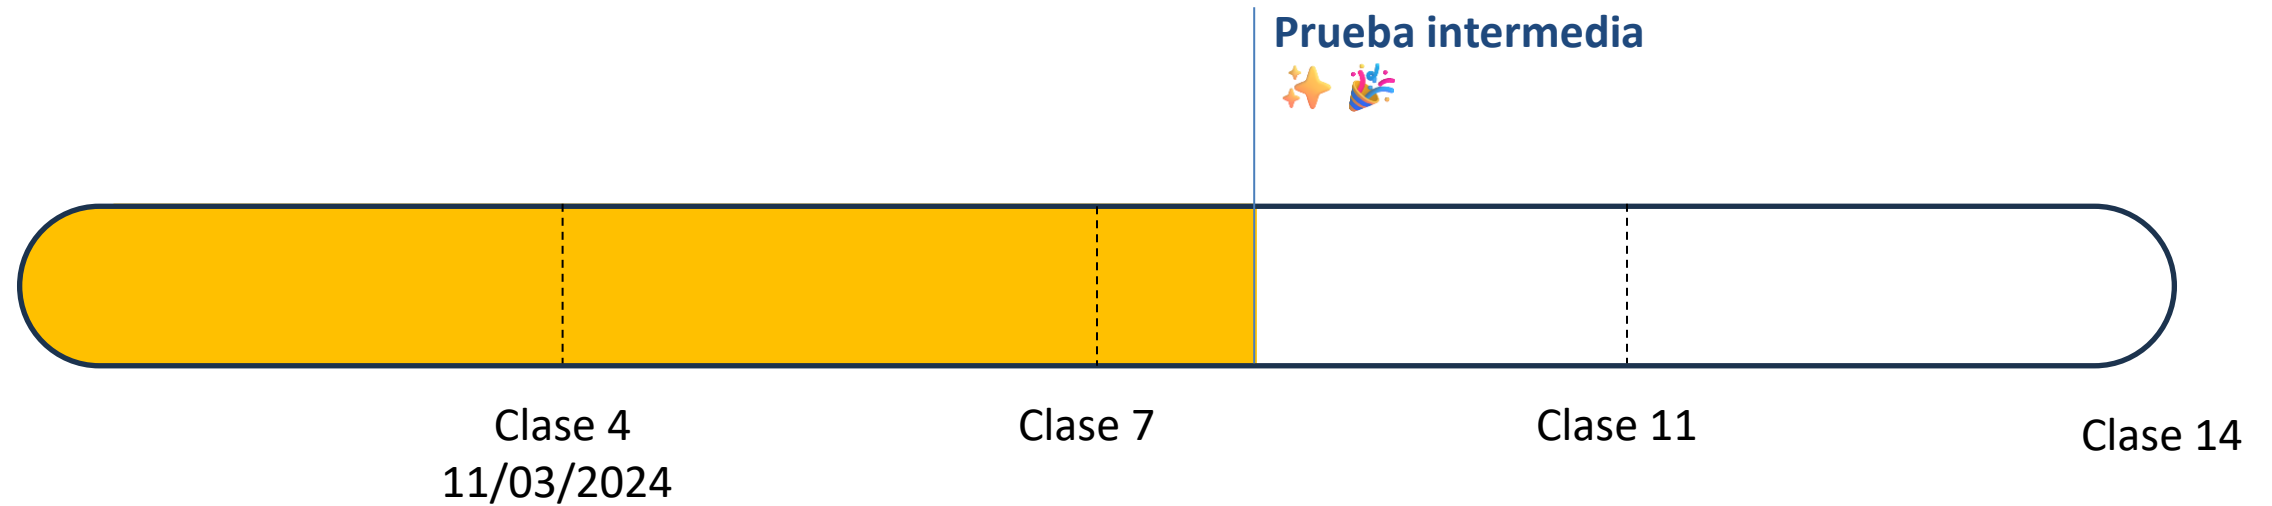 Prueba intermedia
✨ 🎉
Clase 4
11/03/2024
Clase 7
Clase 11
Clase 14